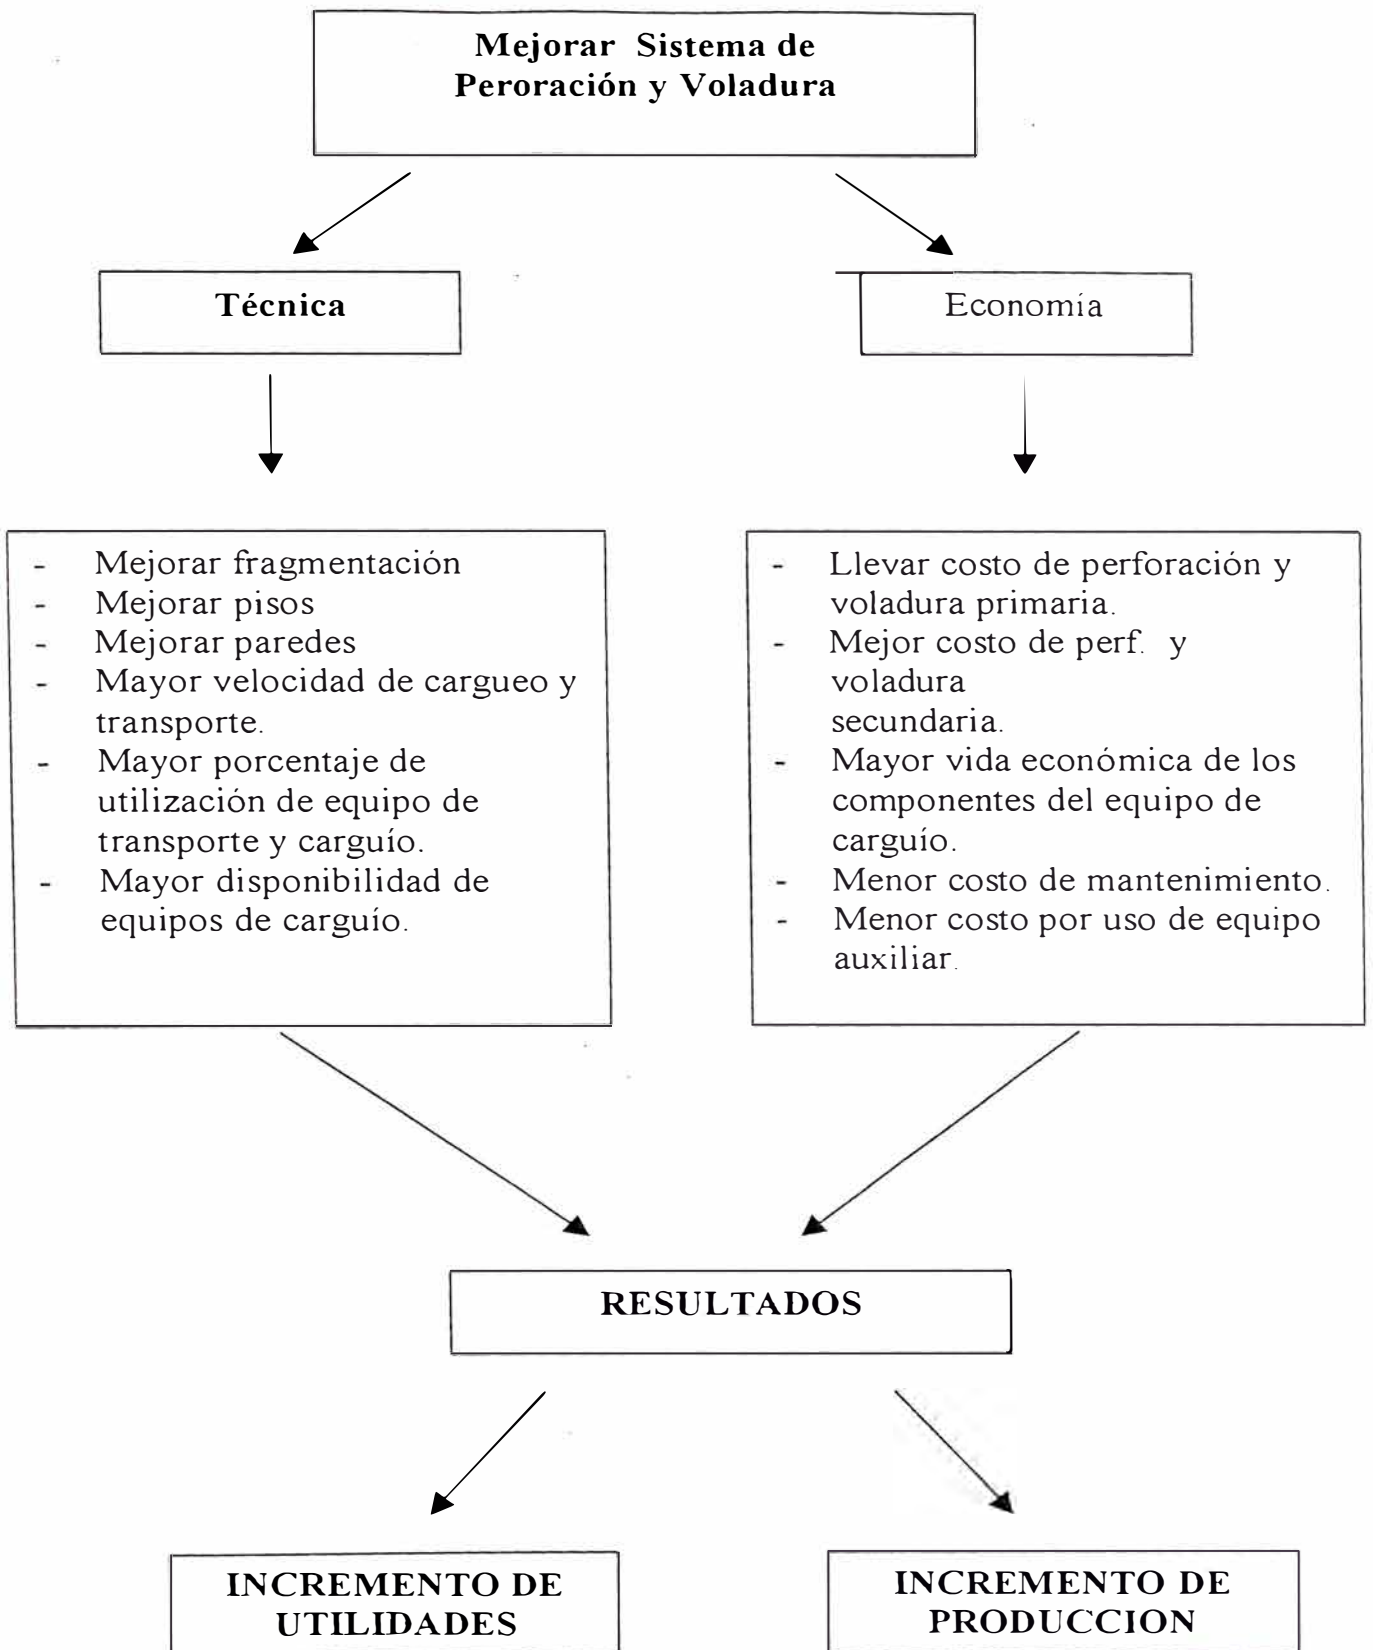 Mejorar Sistema de
Peroración y Voladura
Técnica
Economía
- Mejorar fragmentación
- Mejorar pisos
- Mejorar paredes
- Mayor velocidad de cargueo y
transporte.
- Mayor porcentaje de
utilización de equipo de
transporte y carguío.
- Mayor disponibilidad de
equipos de carguío.
- Llevar costo de perforación y
voladura primaria.
- Mejor costo de perf. y
voladura
secundaria.
- Mayor vida económica de los
componentes del equipo de
carguío.
- Menor costo de mantenimiento.
- Menor costo por uso de equipo
auxiliar.
RESULTADOS
INCREMENTO DE
UTILIDADES
INCREMENTO DE
PRODUCCION